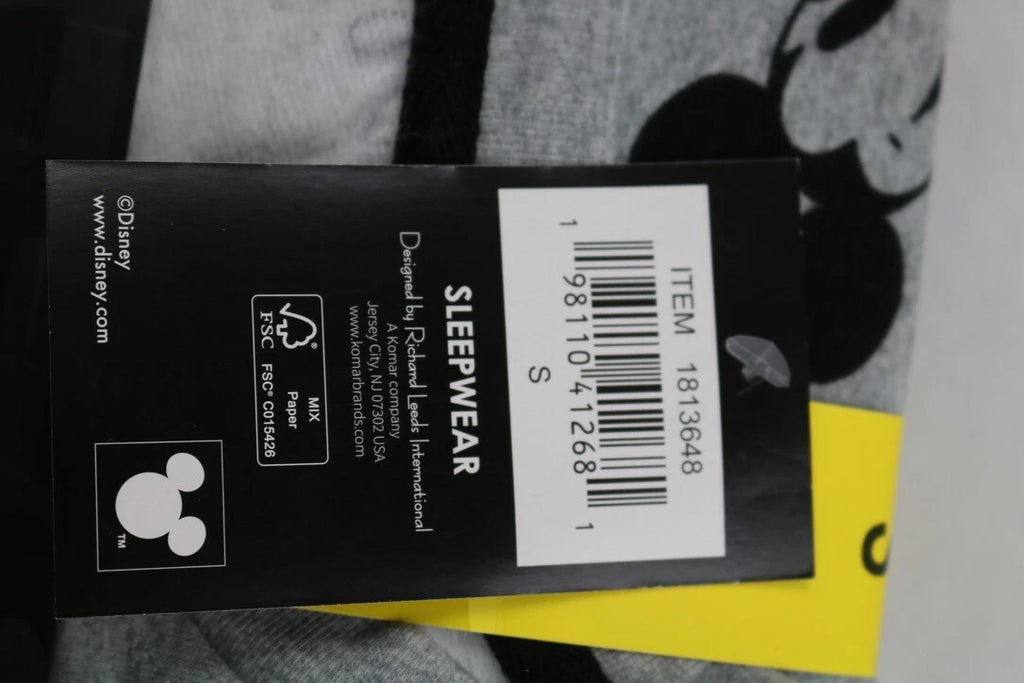 ITEM 1813648
1 98110 41268 1
S
SLEEPWEAR
Designed by Richard Leeds International
A Komar company
Jersey City, NJ 07302 USA
www.komarbrands.com
MIX
Paper
FSC® C015426
®
FSC
©Disney
www.disney.com
TM